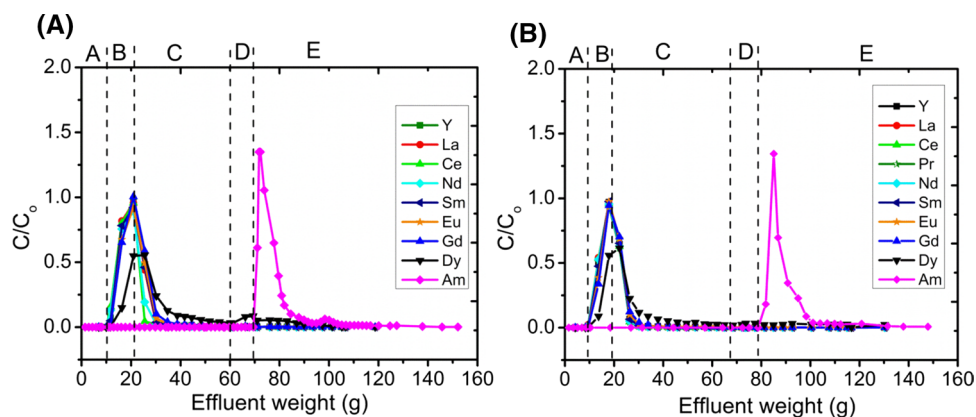 (A)
A B C D E
2.0
1.5
1.0
0.5
0.0
C/Co
0 20 40 60 80 100 120 140 160
Effluent weight (g)
Y
La
Ce
Nd
Sm
Eu
Gd
Dy
Am
(B)
A B C D E
2.0
1.5
1.0
0.5
0.0
C/Co
0 20 40 60 80 100 120 140 160
Effluent weight (g)
Y
La
Ce
Pr
Nd
Sm
Eu
Gd
Dy
Am